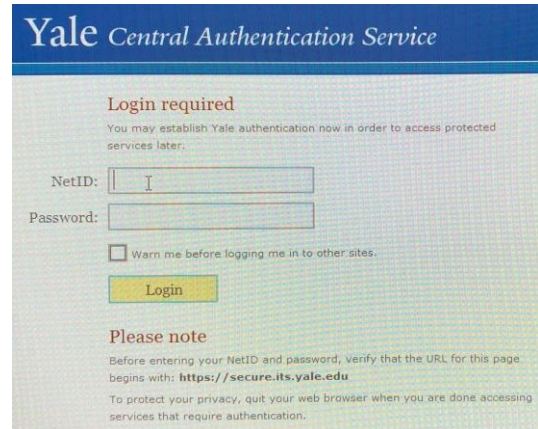 Yale Central Authentication Service
Login required
You may establish Yale authentication now in order to access protected
services later.
NetID:
Password:
Warn me before logging me in to other sites.
Login
Please note
Before entering your NetID and password, verify that the URL for this page
begins with: https://secure.its.yale.edu
To protect your privacy, quit your web browser when you are done accessing
services that require authentication.